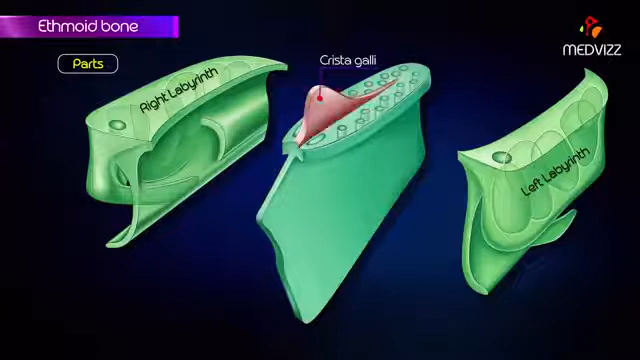 Ethmoid bone
MEDVIZZ
Parts
Crista galli
Right Labyrinth
Left Labyrinth